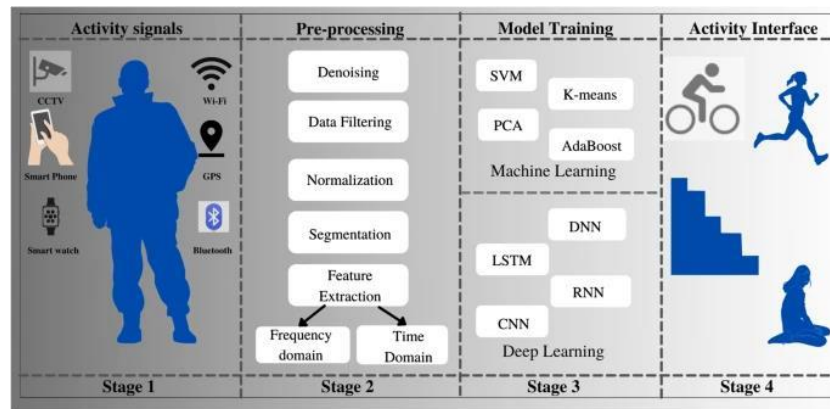 Activity signals
Pre-processing
Model Training
Activity Interface
CCTV
Wi-Fi
Smart Phone
GPS
Smart watch
Bluetooth
Denoising
Data Filtering
Normalization
Segmentation
Feature
Extraction
Frequency
domain
Time
Domain
SVM
K-means
PCA
AdaBoost
Machine Learning
DNN
LSTM
RNN
CNN
Deep Learning
Stage 1
Stage 2
Stage 3
Stage 4